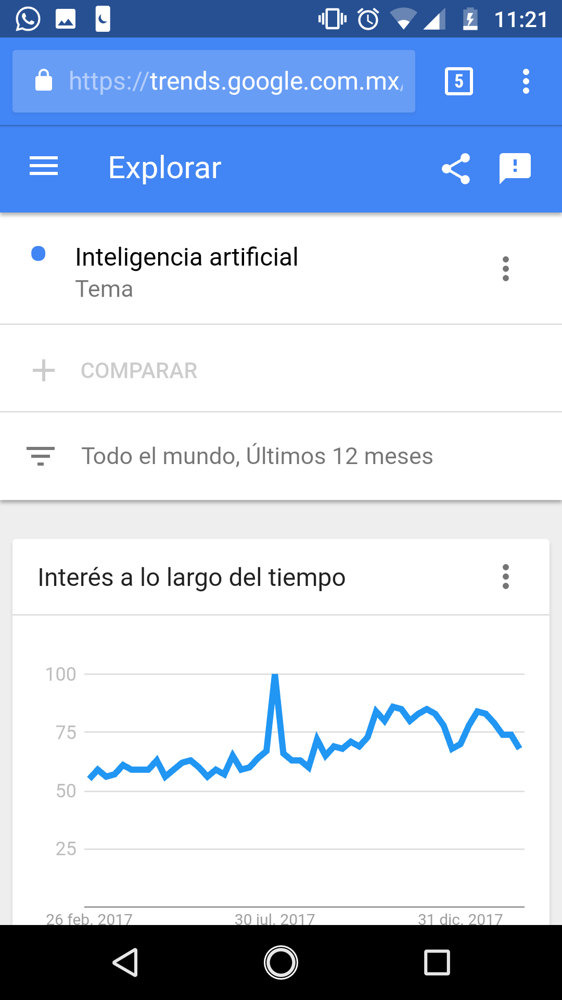 11:21
https://trends.google.com.mx/
5
Explorar
Inteligencia artificial
Tema
COMPARAR
Todo el mundo, Últimos 12 meses
Interés a lo largo del tiempo
100
75
50
25
26 feb. 2017 30 jul. 2017 31 dic. 2017